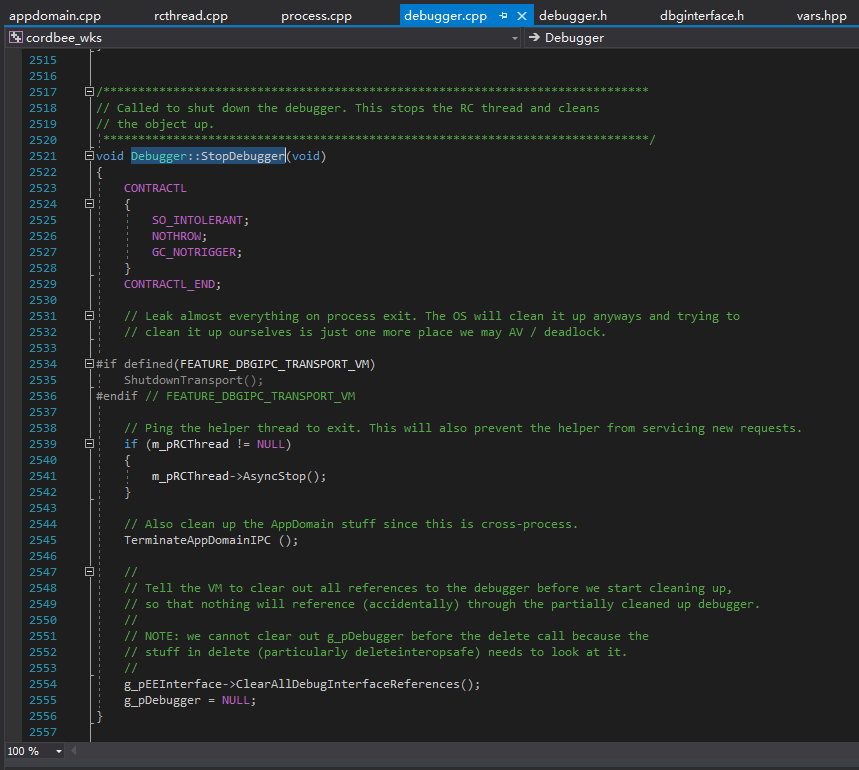 appdomain.cpp rcthread.cpp process.cpp debugger.cpp debugger.h dbginterface.h vars.hpp
cordbee_wks Debugger
2515
2516
2517 /******************************************************************************
2518 // Called to shut down the debugger. This stops the RC thread and cleans
2519 // the object up.
2520 ******************************************************************************/
2521 void Debugger::StopDebugger(void)
2522 {
2523 CONTRACTL
2524 {
2525 SO_INTOLERANT;
2526 NOTHROW;
2527 GC_NOTRIGGER;
2528 }
2529 CONTRACTL_END;
2530
2531 // Leak almost everything on process exit. The OS will clean it up anyways and trying to
2532 // clean it up ourselves is just one more place we may AV / deadlock.
2533
2534 #if defined(FEATURE_DBGIPC_TRANSPORT_VM)
2535 ShutdownTransport();
2536 #endif // FEATURE_DBGIPC_TRANSPORT_VM
2537
2538 // Ping the helper thread to exit. This will also prevent the helper from servicing new requests.
2539 if (m_pRCThread != NULL)
2540 {
2541 m_pRCThread->AsyncStop();
2542 }
2543
2544 // Also clean up the AppDomain stuff since this is cross-process.
2545 TerminateAppDomainIPC ();
2546
2547 //
2548 // Tell the VM to clear out all references to the debugger before we start cleaning up,
2549 // so that nothing will reference (accidentally) through the partially cleaned up debugger.
2550 //
2551 // NOTE: we cannot clear out g_pDebugger before the delete call because the
2552 // stuff in delete (particularly deleteinteropsafe) needs to look at it.
2553 //
2554 g_pEEInterface->ClearAllDebugInterfaceReferences();
2555 g_pDebugger = NULL;
2556 }
2557
100 %